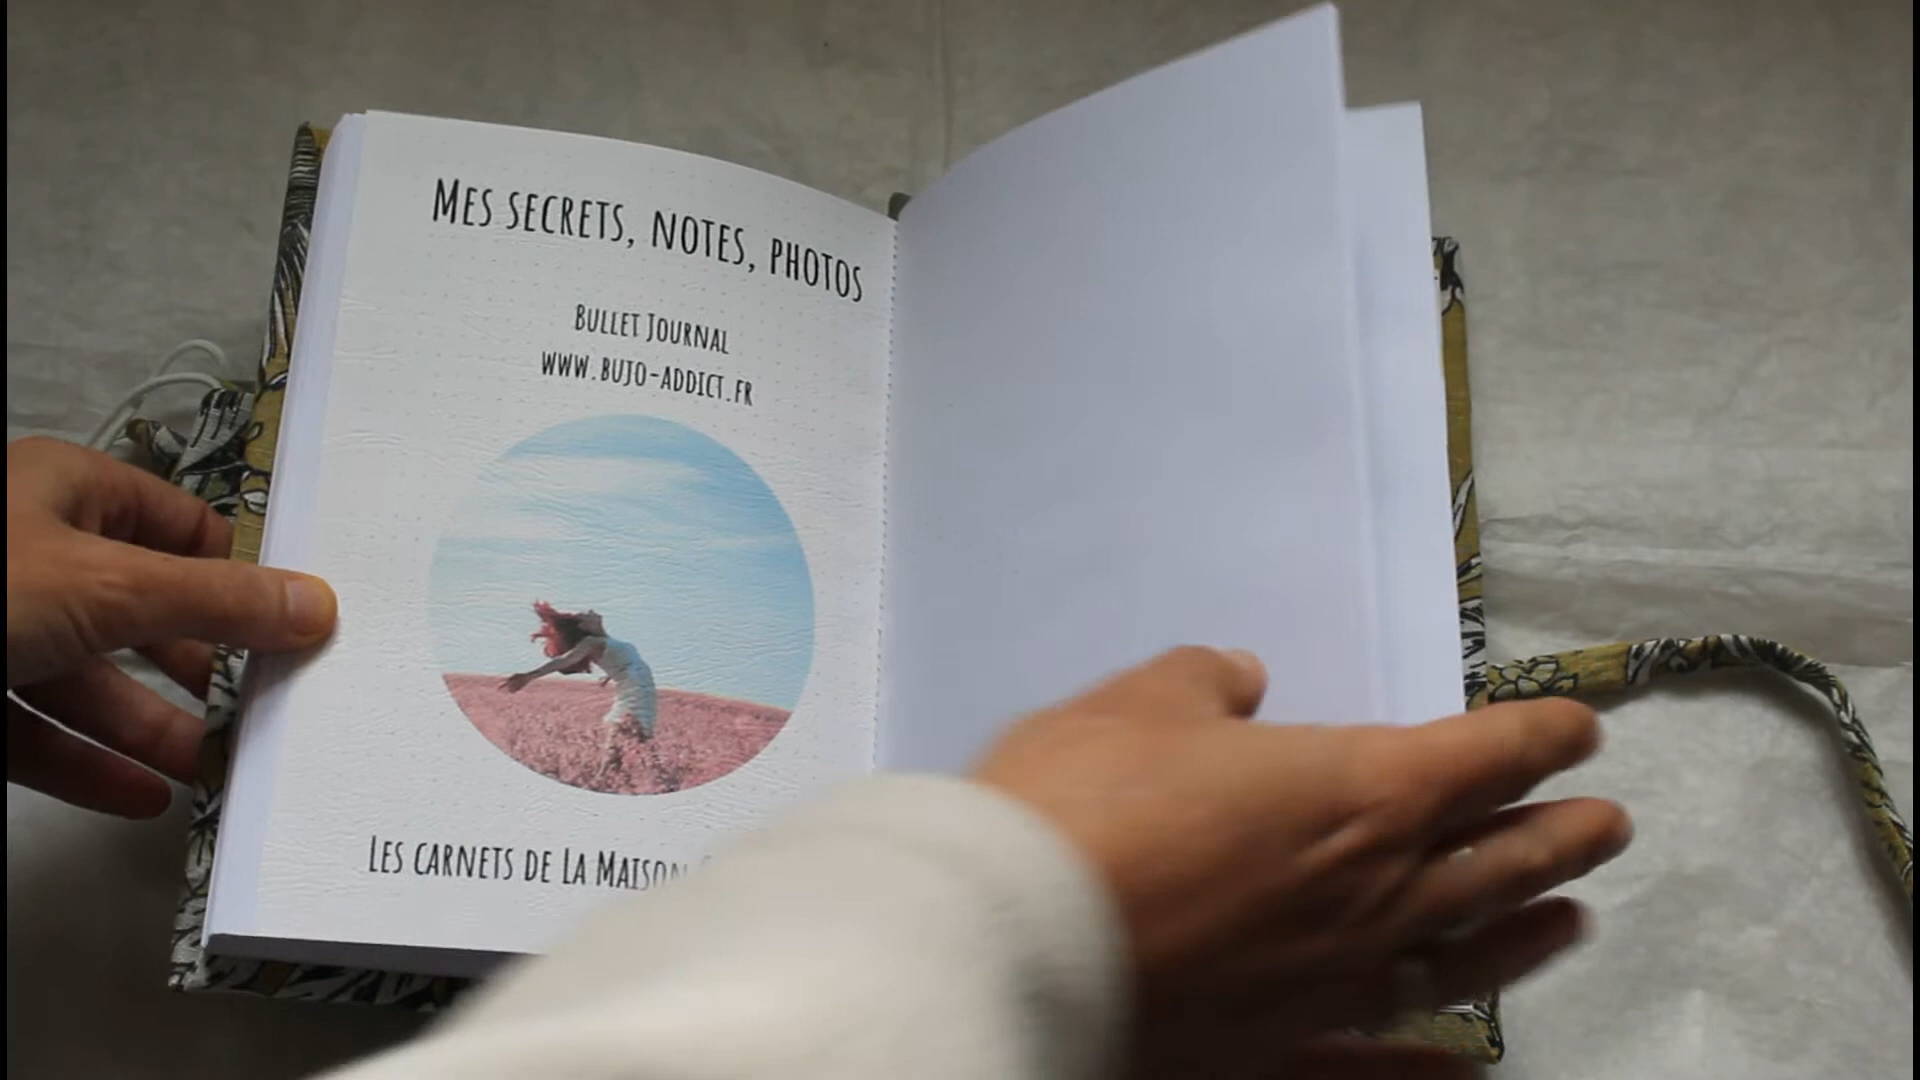 Mes secrets, notes, photos
Bullet Journal
www.bujo-addict.fr
Les carnets de La Maison